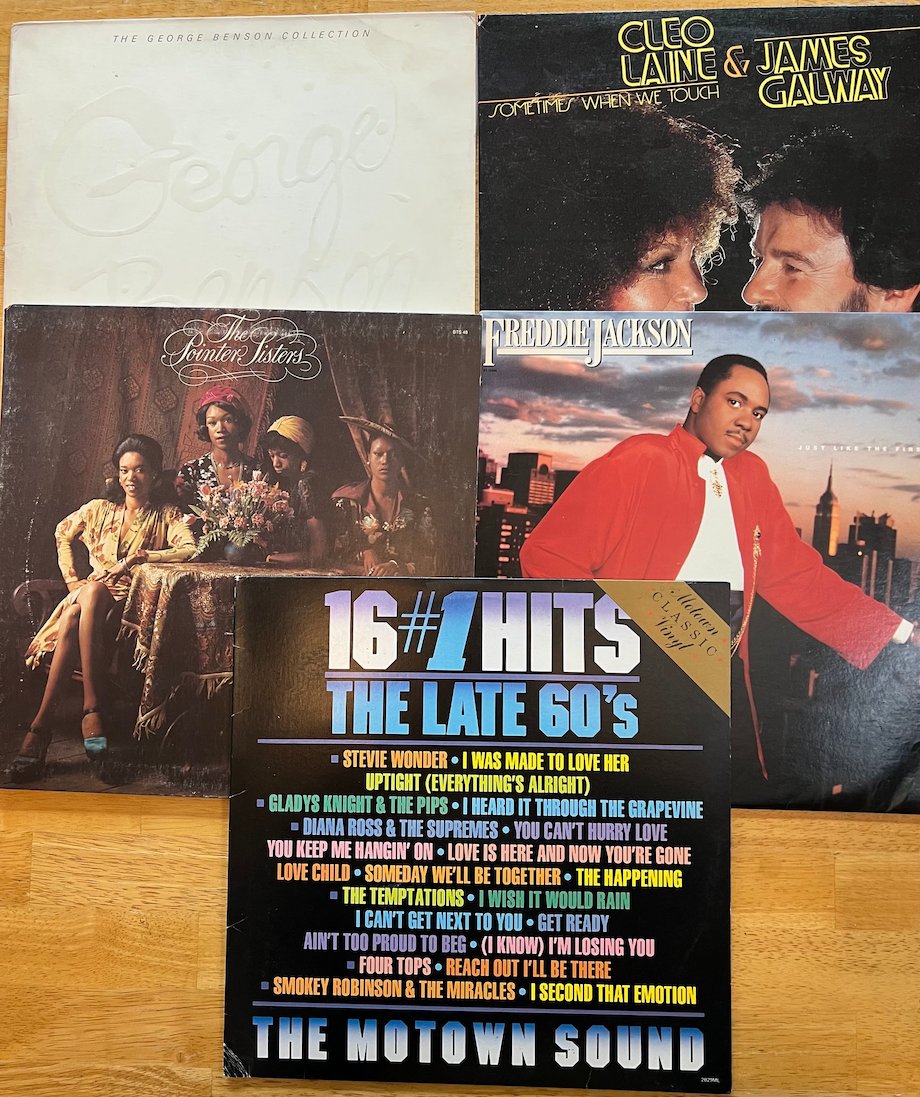 THE GEORGE BENSON COLLECTION
George
Benson
CLEO
LAINE & JAMES
GALWAY
SOMETIMES WHEN WE TOUCH
The
Pointer Sisters
BTS 48
FREDDIE JACKSON
JUST LIKE THE FIRS
16 #1 HITS
THE LATE 60's
Motown
CLASSIC
Vinyl
STEVIE WONDER • I WAS MADE TO LOVE HER
UPTIGHT (EVERYTHING'S ALRIGHT)
GLADYS KNIGHT & THE PIPS • I HEARD IT THROUGH THE GRAPEVINE
DIANA ROSS & THE SUPREMES • YOU CAN'T HURRY LOVE
YOU KEEP ME HANGIN' ON • LOVE IS HERE AND NOW YOU'RE GONE
LOVE CHILD • SOMEDAY WE'LL BE TOGETHER • THE HAPPENING
THE TEMPTATIONS • I WISH IT WOULD RAIN
I CAN'T GET NEXT TO YOU • GET READY
AIN'T TOO PROUD TO BEG • (I KNOW) I'M LOSING YOU
FOUR TOPS • REACH OUT I'LL BE THERE
SMOKEY ROBINSON & THE MIRACLES • I SECOND THAT EMOTION
THE MOTOWN SOUND
2829ML